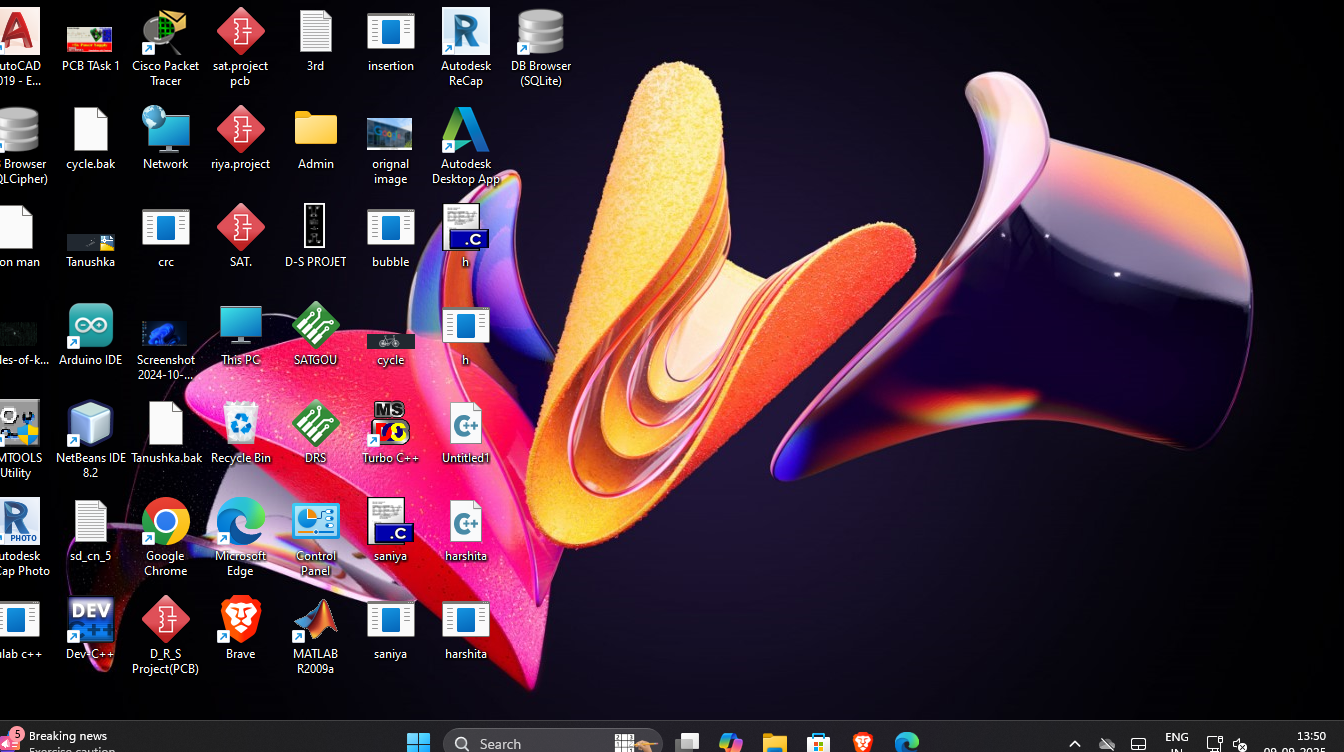 utoCAD
019 - E...
PCB TAsk 1
Cisco Packet
Tracer
sat.project
pcb
3rd
insertion
Autodesk
ReCap
DB Browser
(SQLite)
Browser
QLCipher)
cycle.bak
Network
riya.project
Admin
orignal
image
Autodesk
Desktop App
on man
Tanushka
crc
SAT.
D-S PROJET
bubble
DEV
.C
h
les-of-k...
Arduino IDE
Screenshot
2024-10-...
This PC
SATGOU
cycle
h
MTOOLS
Utility
NetBeans IDE
8.2
Tanushka.bak
Recycle Bin
DRS
MS
Turbo C++
C+
Untitled1
R
PHOTO
utodesk
Cap Photo
sd_cn_5
Google
Chrome
Microsoft
Edge
Control
Panel
.C
saniya
C+
harshita
lab c++
DEV
C++
Dev-C++
D_R_S
Project(PCB)
Brave
MATLAB
R2009a
saniya
harshita
5
Breaking news
Exercise caution
Search
ENG
IN
13:50